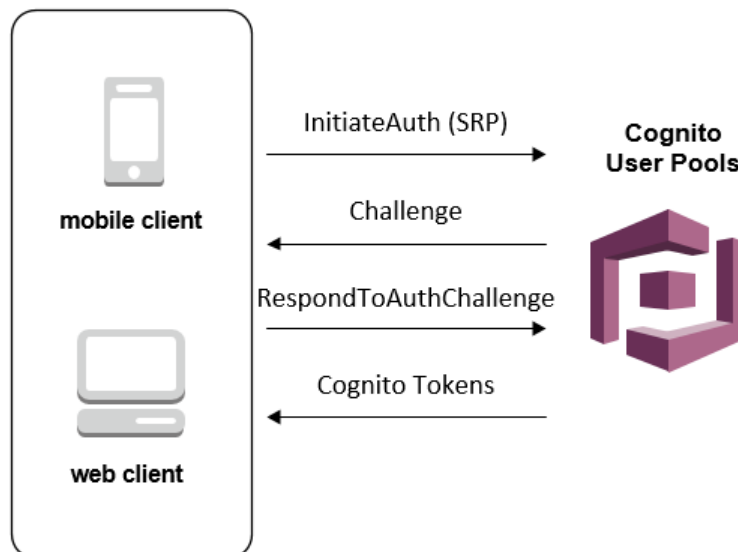 InitiateAuth (SRP)
Cognito
User Pools
mobile client
Challenge
RespondToAuthChallenge
Cognito Tokens
web client